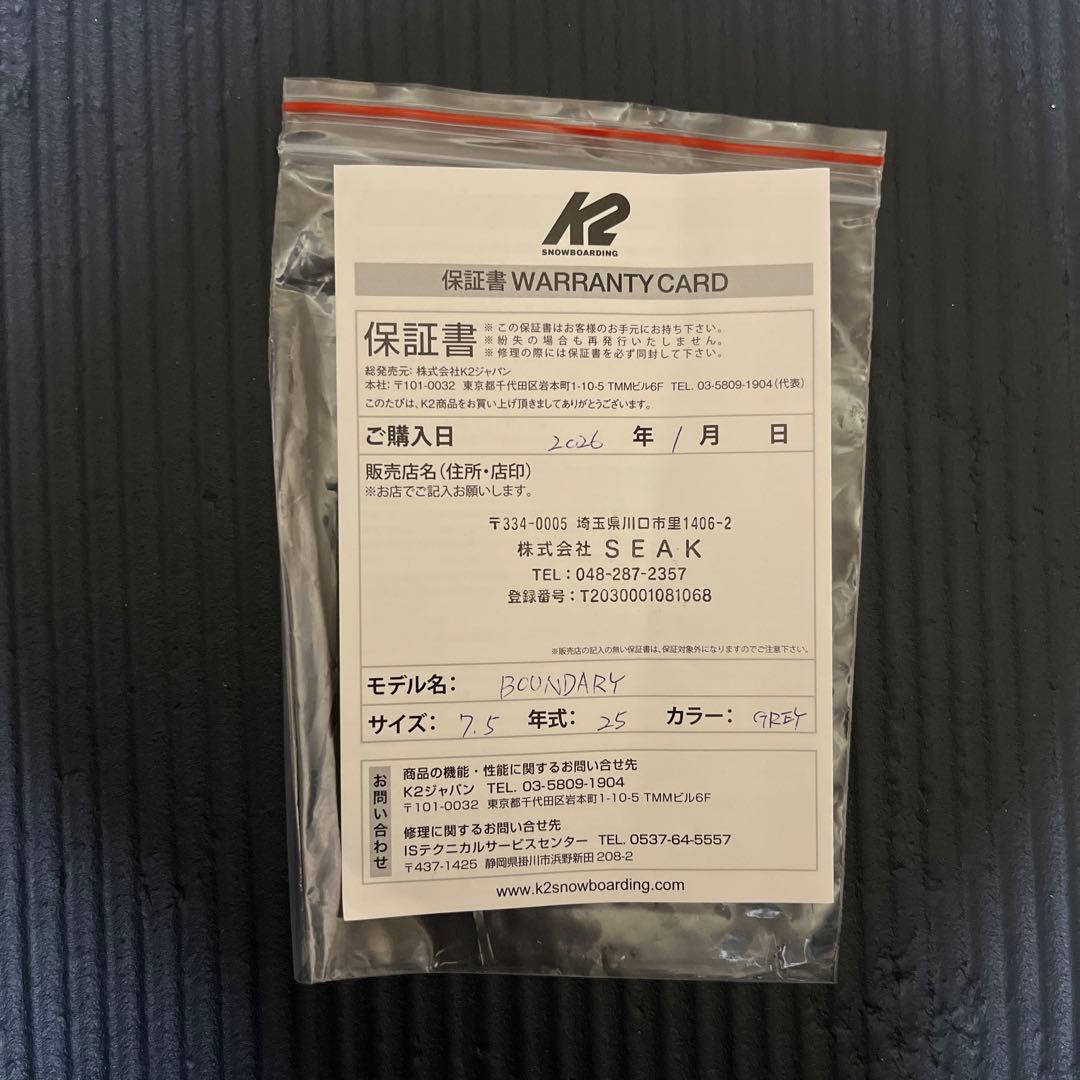 K2
SNOWBOARDING
保証書 WARRANTY CARD
保証書
※この保証書はお客様のお手元にお持ち下さい。
※紛失の場合も再発行いたしません。
※修理の際には保証書を必ず同封して下さい。
総発売元: 株式会社K2ジャパン
本社: 〒101-0032 東京都千代田区岩本町1-10-5 TMMビル6F TEL. 03-5809-1904(代表)
このたびは、K2商品をお買い上げ頂きましてありがとうございます。
ご購入日 2026 年 1 月 日
販売店名(住所・店印)
※お店でご記入お願いします。
〒334-0005 埼玉県川口市里1406-2
株式会社 SEAK
TEL:048-287-2357
登録番号:T2030001081068
※販売店の記入の無い保証書は、保証対象外になりますのでご注意下さい。
モデル名: BOUNDARY
サイズ: 7.5 年式: 25 カラー: GREY
お問い合わせ
商品の機能・性能に関するお問い合せ先
K2ジャパン TEL. 03-5809-1904
〒101-0032 東京都千代田区岩本町1-10-5 TMMビル6F
修理に関するお問い合せ先
ISテクニカルサービスセンター TEL. 0537-64-5557
〒437-1425 静岡県掛川市浜野新田 208-2
www.k2snowboarding.com